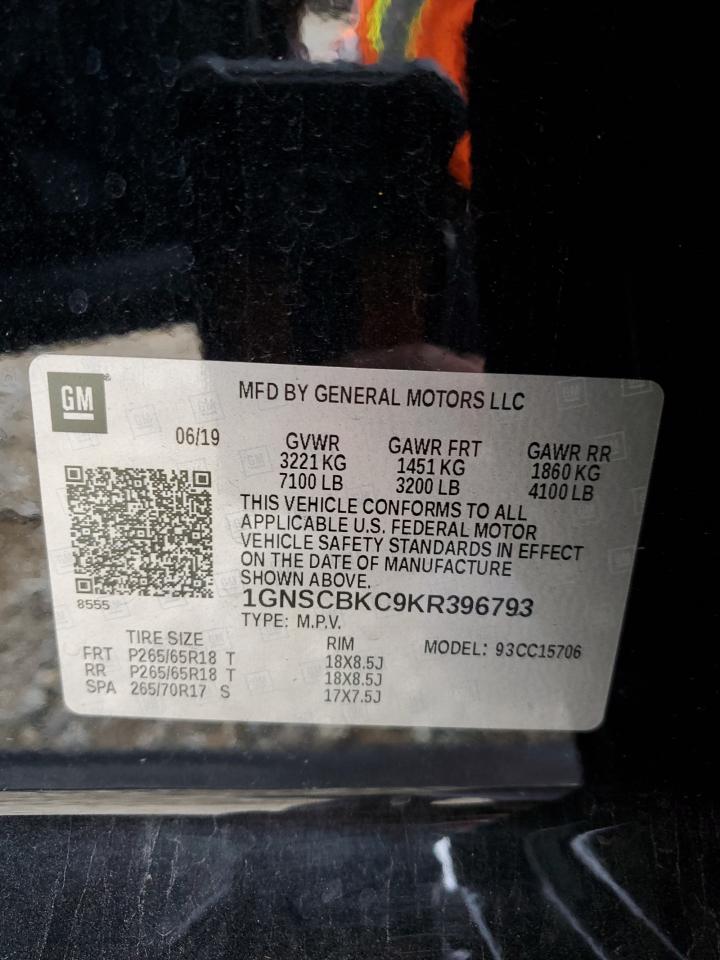 GM
MFD BY GENERAL MOTORS LLC
06/19
GVWR GAWR FRT GAWR RR
3221 KG 1451 KG 1860 KG
7100 LB 3200 LB 4100 LB
THIS VEHICLE CONFORMS TO ALL
APPLICABLE U.S. FEDERAL MOTOR
VEHICLE SAFETY STANDARDS IN EFFECT
ON THE DATE OF MANUFACTURE
SHOWN ABOVE.
8555
1GNSCBKC9KR396793
TYPE: M.P.V.
TIRE SIZE RIM MODEL: 93CC15706
FRT P265/65R18 T 18X8.5J
RR P265/65R18 T 18X8.5J
SPA 265/70R17 S 17X7.5J